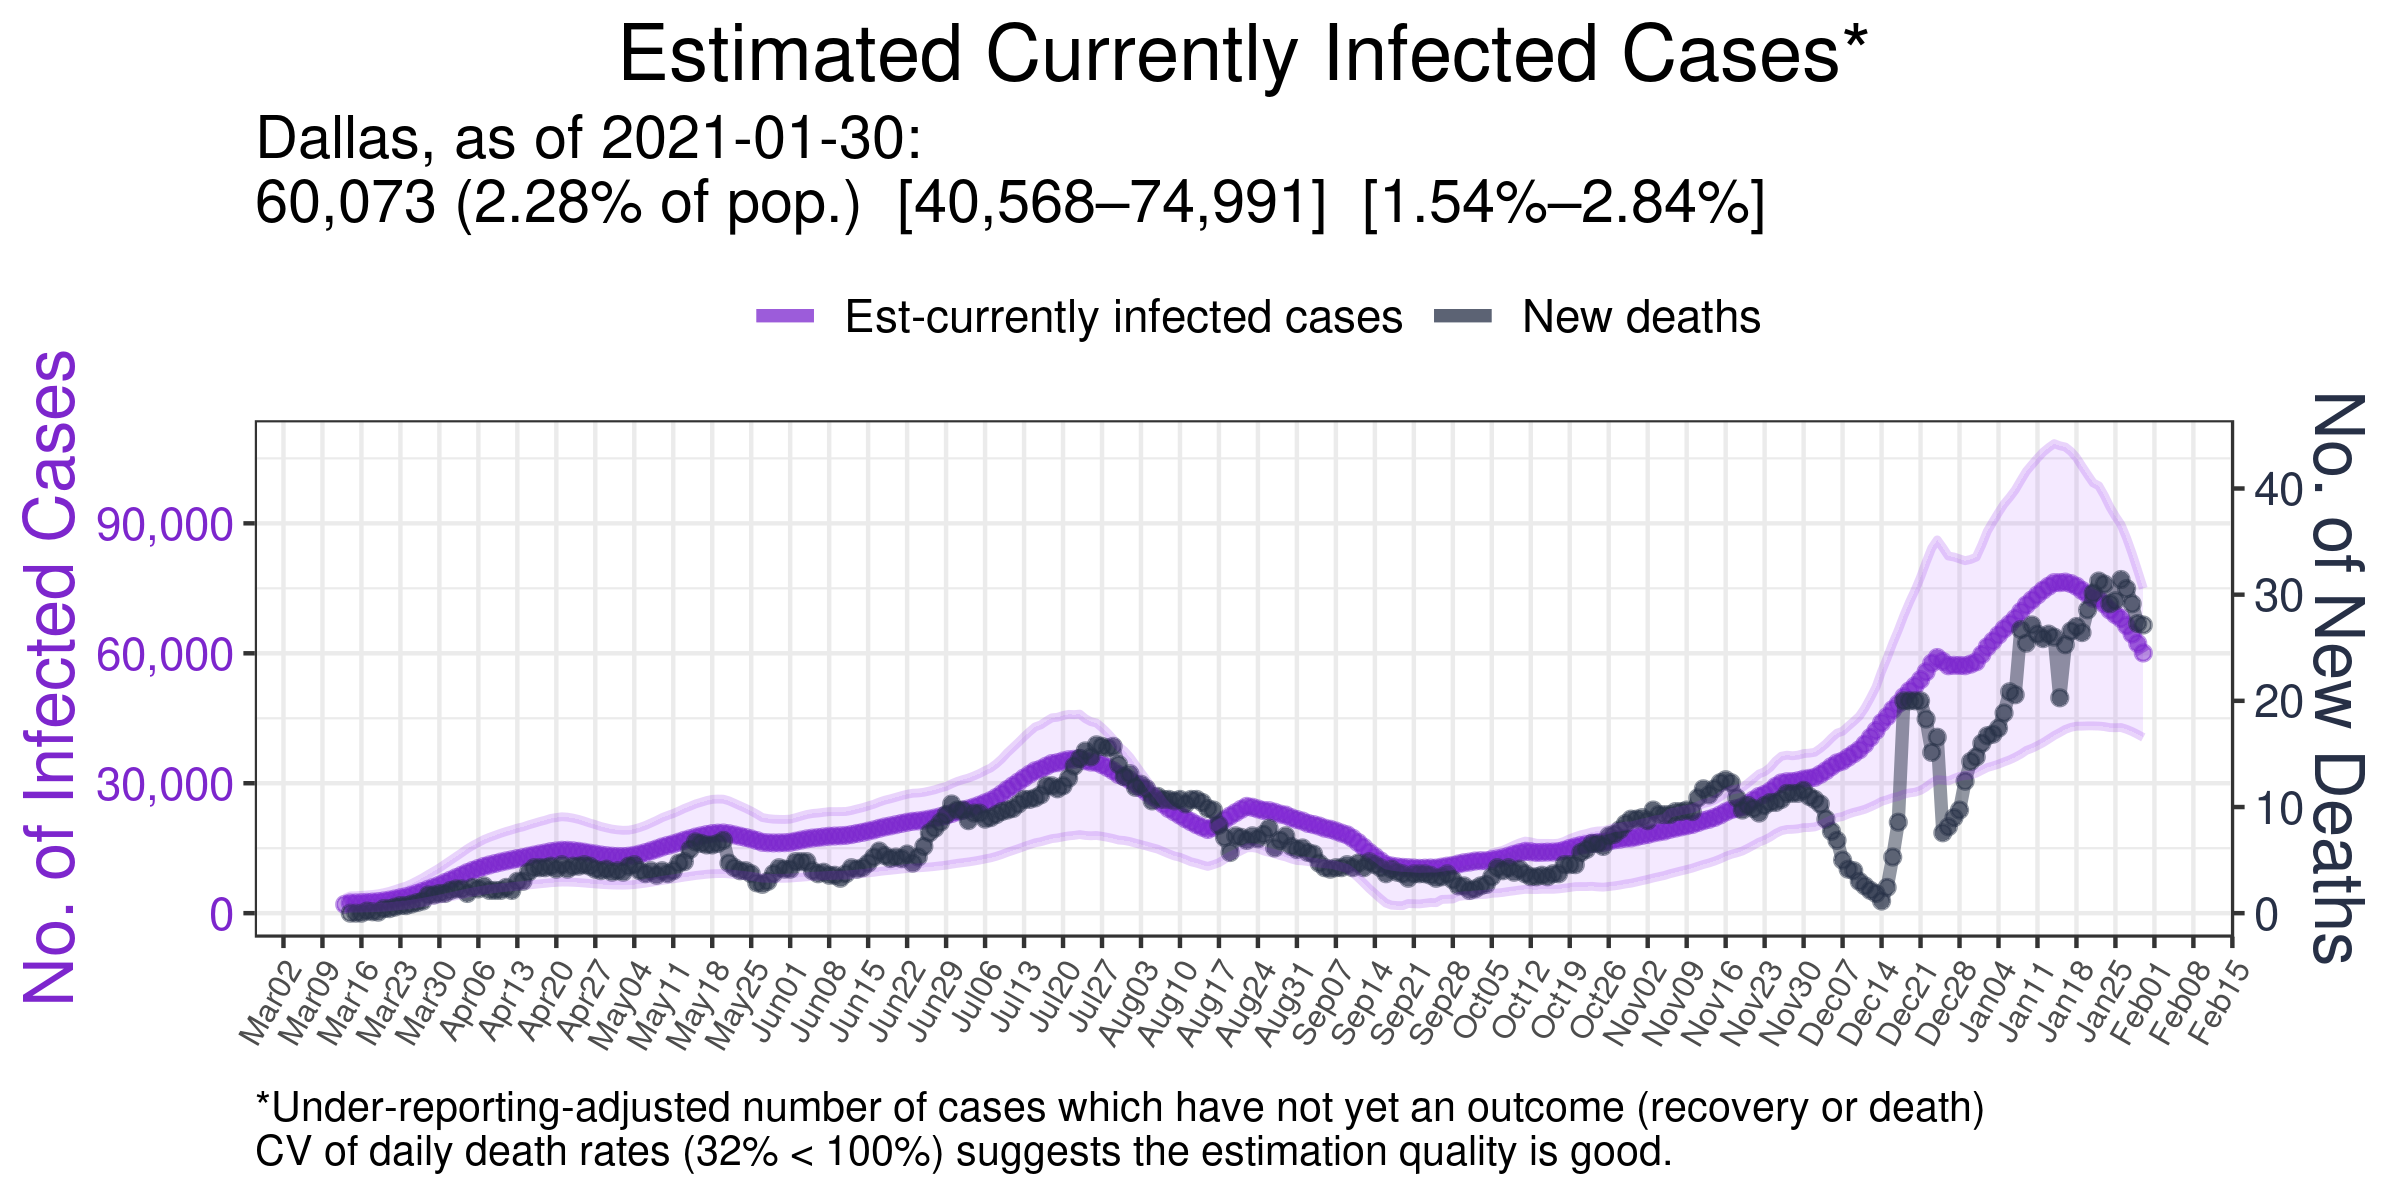 Estimated Currently Infected Cases*
Dallas, as of 2021-01-30:
60,073 (2.28% of pop.) [40,568–74,991] [1.54%–2.84%]
Est-currently infected cases
New deaths
No. of Infected Cases
90,000
60,000
30,000
0
40
30
20
10
0
No. of New Deaths
Mar02
Mar09
Mar16
Mar23
Mar30
Apr06
Apr13
Apr20
Apr27
May04
May11
May18
May25
Jun01
Jun08
Jun15
Jun22
Jun29
Jul06
Jul13
Jul20
Jul27
Aug03
Aug10
Aug17
Aug24
Aug31
Sep07
Sep14
Sep21
Sep28
Oct05
Oct12
Oct19
Oct26
Nov02
Nov09
Nov16
Nov23
Nov30
Dec07
Dec14
Dec21
Dec28
Jan04
Jan11
Jan18
Jan25
Feb01
Feb08
Feb15
*Under-reporting-adjusted number of cases which have not yet an outcome (recovery or death)
CV of daily death rates (32% < 100%) suggests the estimation quality is good.